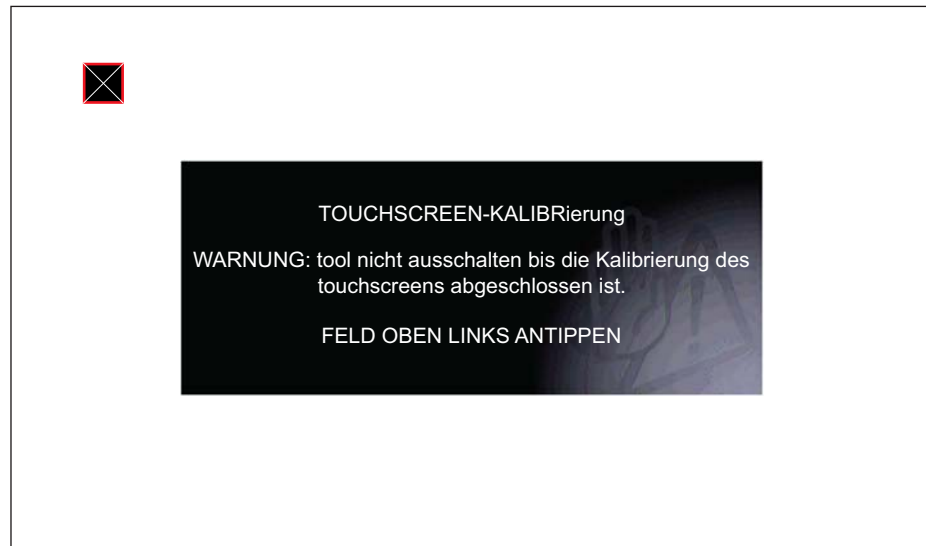 TOUCHSCREEN-KALIBRierung
WARNUNG: tool nicht ausschalten bis die Kalibrierung des
touchscreens abgeschlossen ist.
FELD OBEN LINKS ANTIPPEN